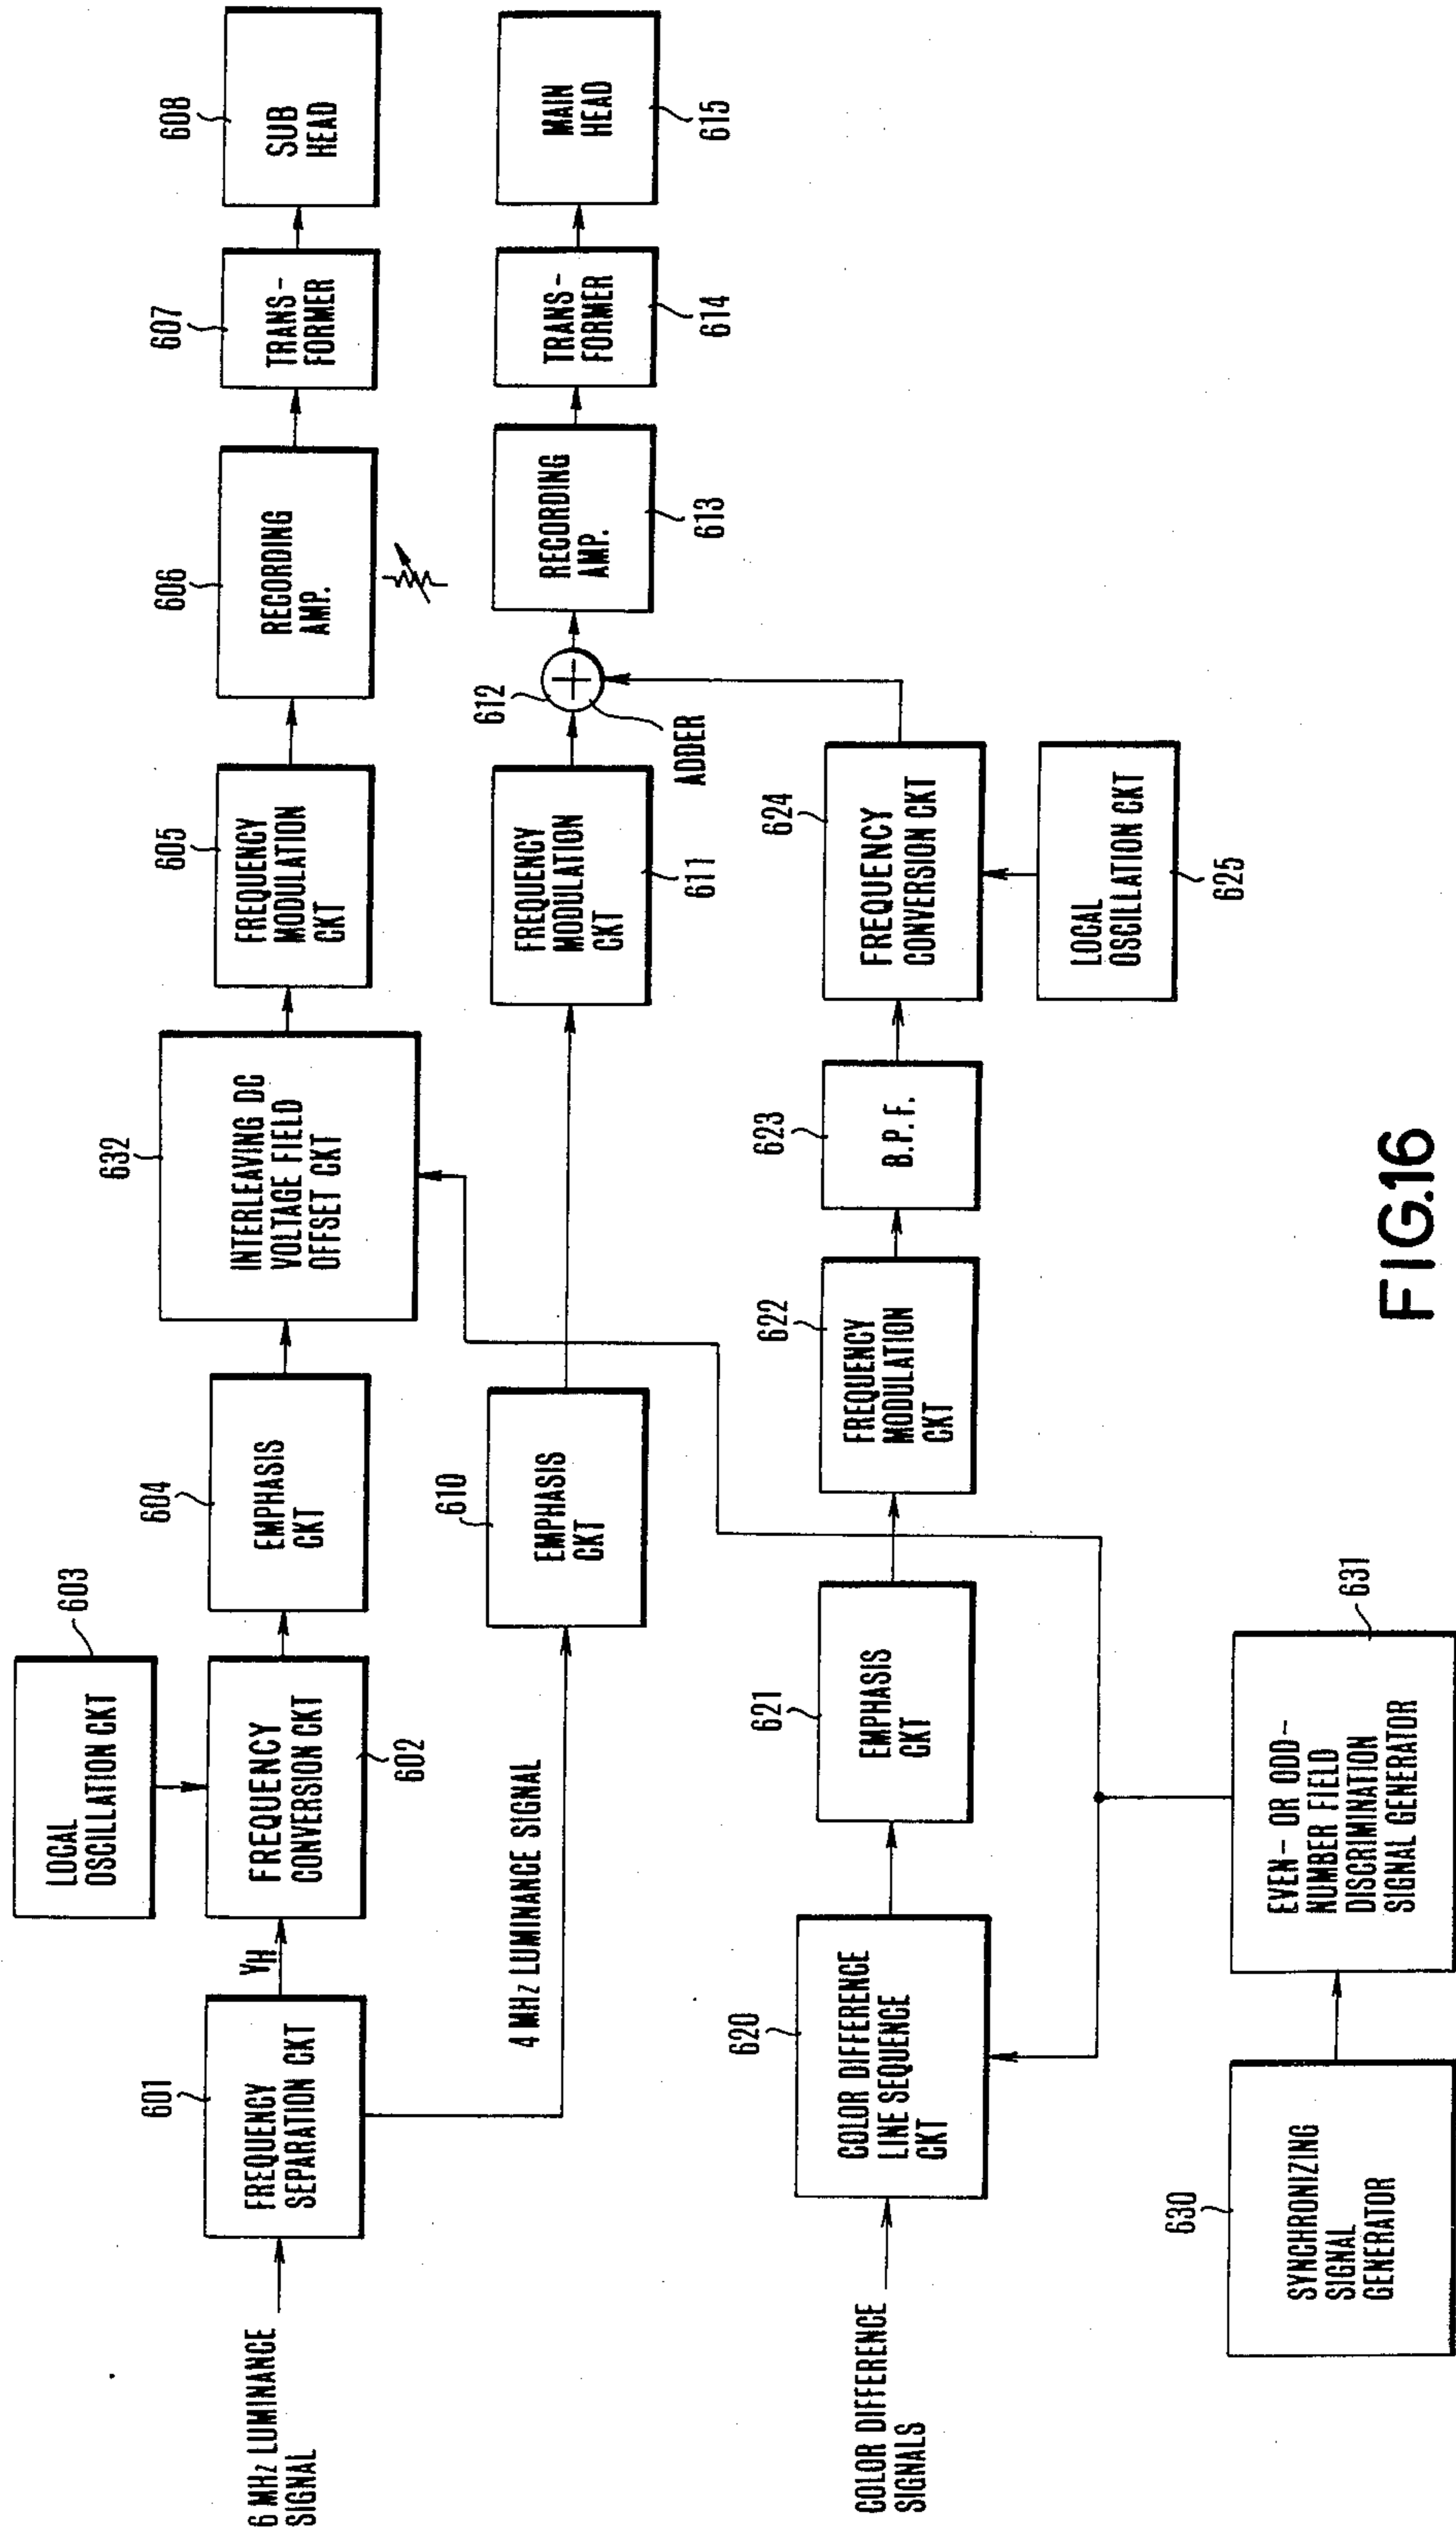 6 MHz LUMINANCE
SIGNAL
601
FREQUENCY
SEPARATION CKT
YH
LOCAL
OSCILLATION CKT
603
FREQUENCY
CONVERSION CKT
602
604
EMPHASIS
CKT
632
INTERLEAVING DC
VOLTAGE FIELD
OFFSET CKT
605
FREQUENCY
MODULATION
CKT
606
RECORDING
AMP.
607
TRANS-
FORMER
608
SUB
HEAD
4 MHz LUMINANCE SIGNAL
610
EMPHASIS
CKT
FREQUENCY
MODULATION
CKT
611
612
ADDER
RECORDING
AMP.
613
TRANS-
FORMER
614
MAIN
HEAD
615
COLOR DIFFERENCE
SIGNALS
620
COLOR DIFFERENCE
LINE SEQUENCE
CKT
621
EMPHASIS
CKT
622
FREQUENCY
MODULATION
CKT
623
B.P.F.
624
FREQUENCY
CONVERSION CKT
LOCAL
OSCILLATION CKT
625
630
SYNCHRONIZING
SIGNAL
GENERATOR
EVEN- OR ODD-
NUMBER FIELD
DISCRIMINATION
SIGNAL GENERATOR
631
FIG.16